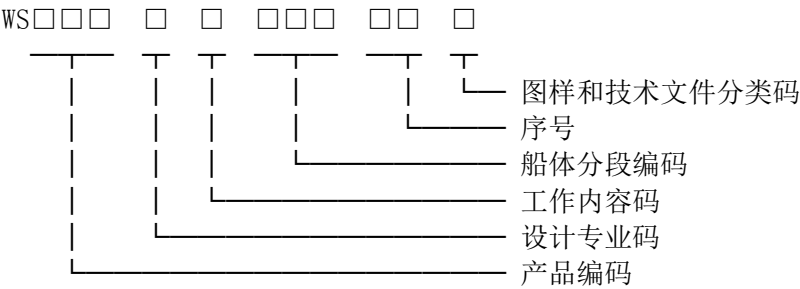 WS□□□ □ □ □□□ □□ □
图样和技术文件分类码
序号
船体分段编码
工作内容码
设计专业码
产品编码